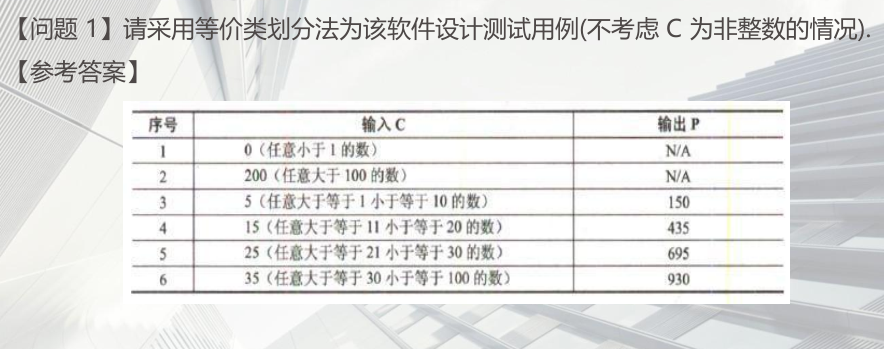 【问题 1】请采用等价类划分法为该软件设计测试用例(不考虑 C 为非整数的情况).
【参考答案】
序号 输入 C 输出 P
1 0（任意小于 1 的数） N/A
2 200（任意大于 100 的数） N/A
3 5（任意大于等于 1 小于等于 10 的数） 150
4 15（任意大于等于 11 小于等于 20 的数） 435
5 25（任意大于等于 21 小于等于 30 的数） 695
6 35（任意大于等于 30 小于等于 100 的数） 930